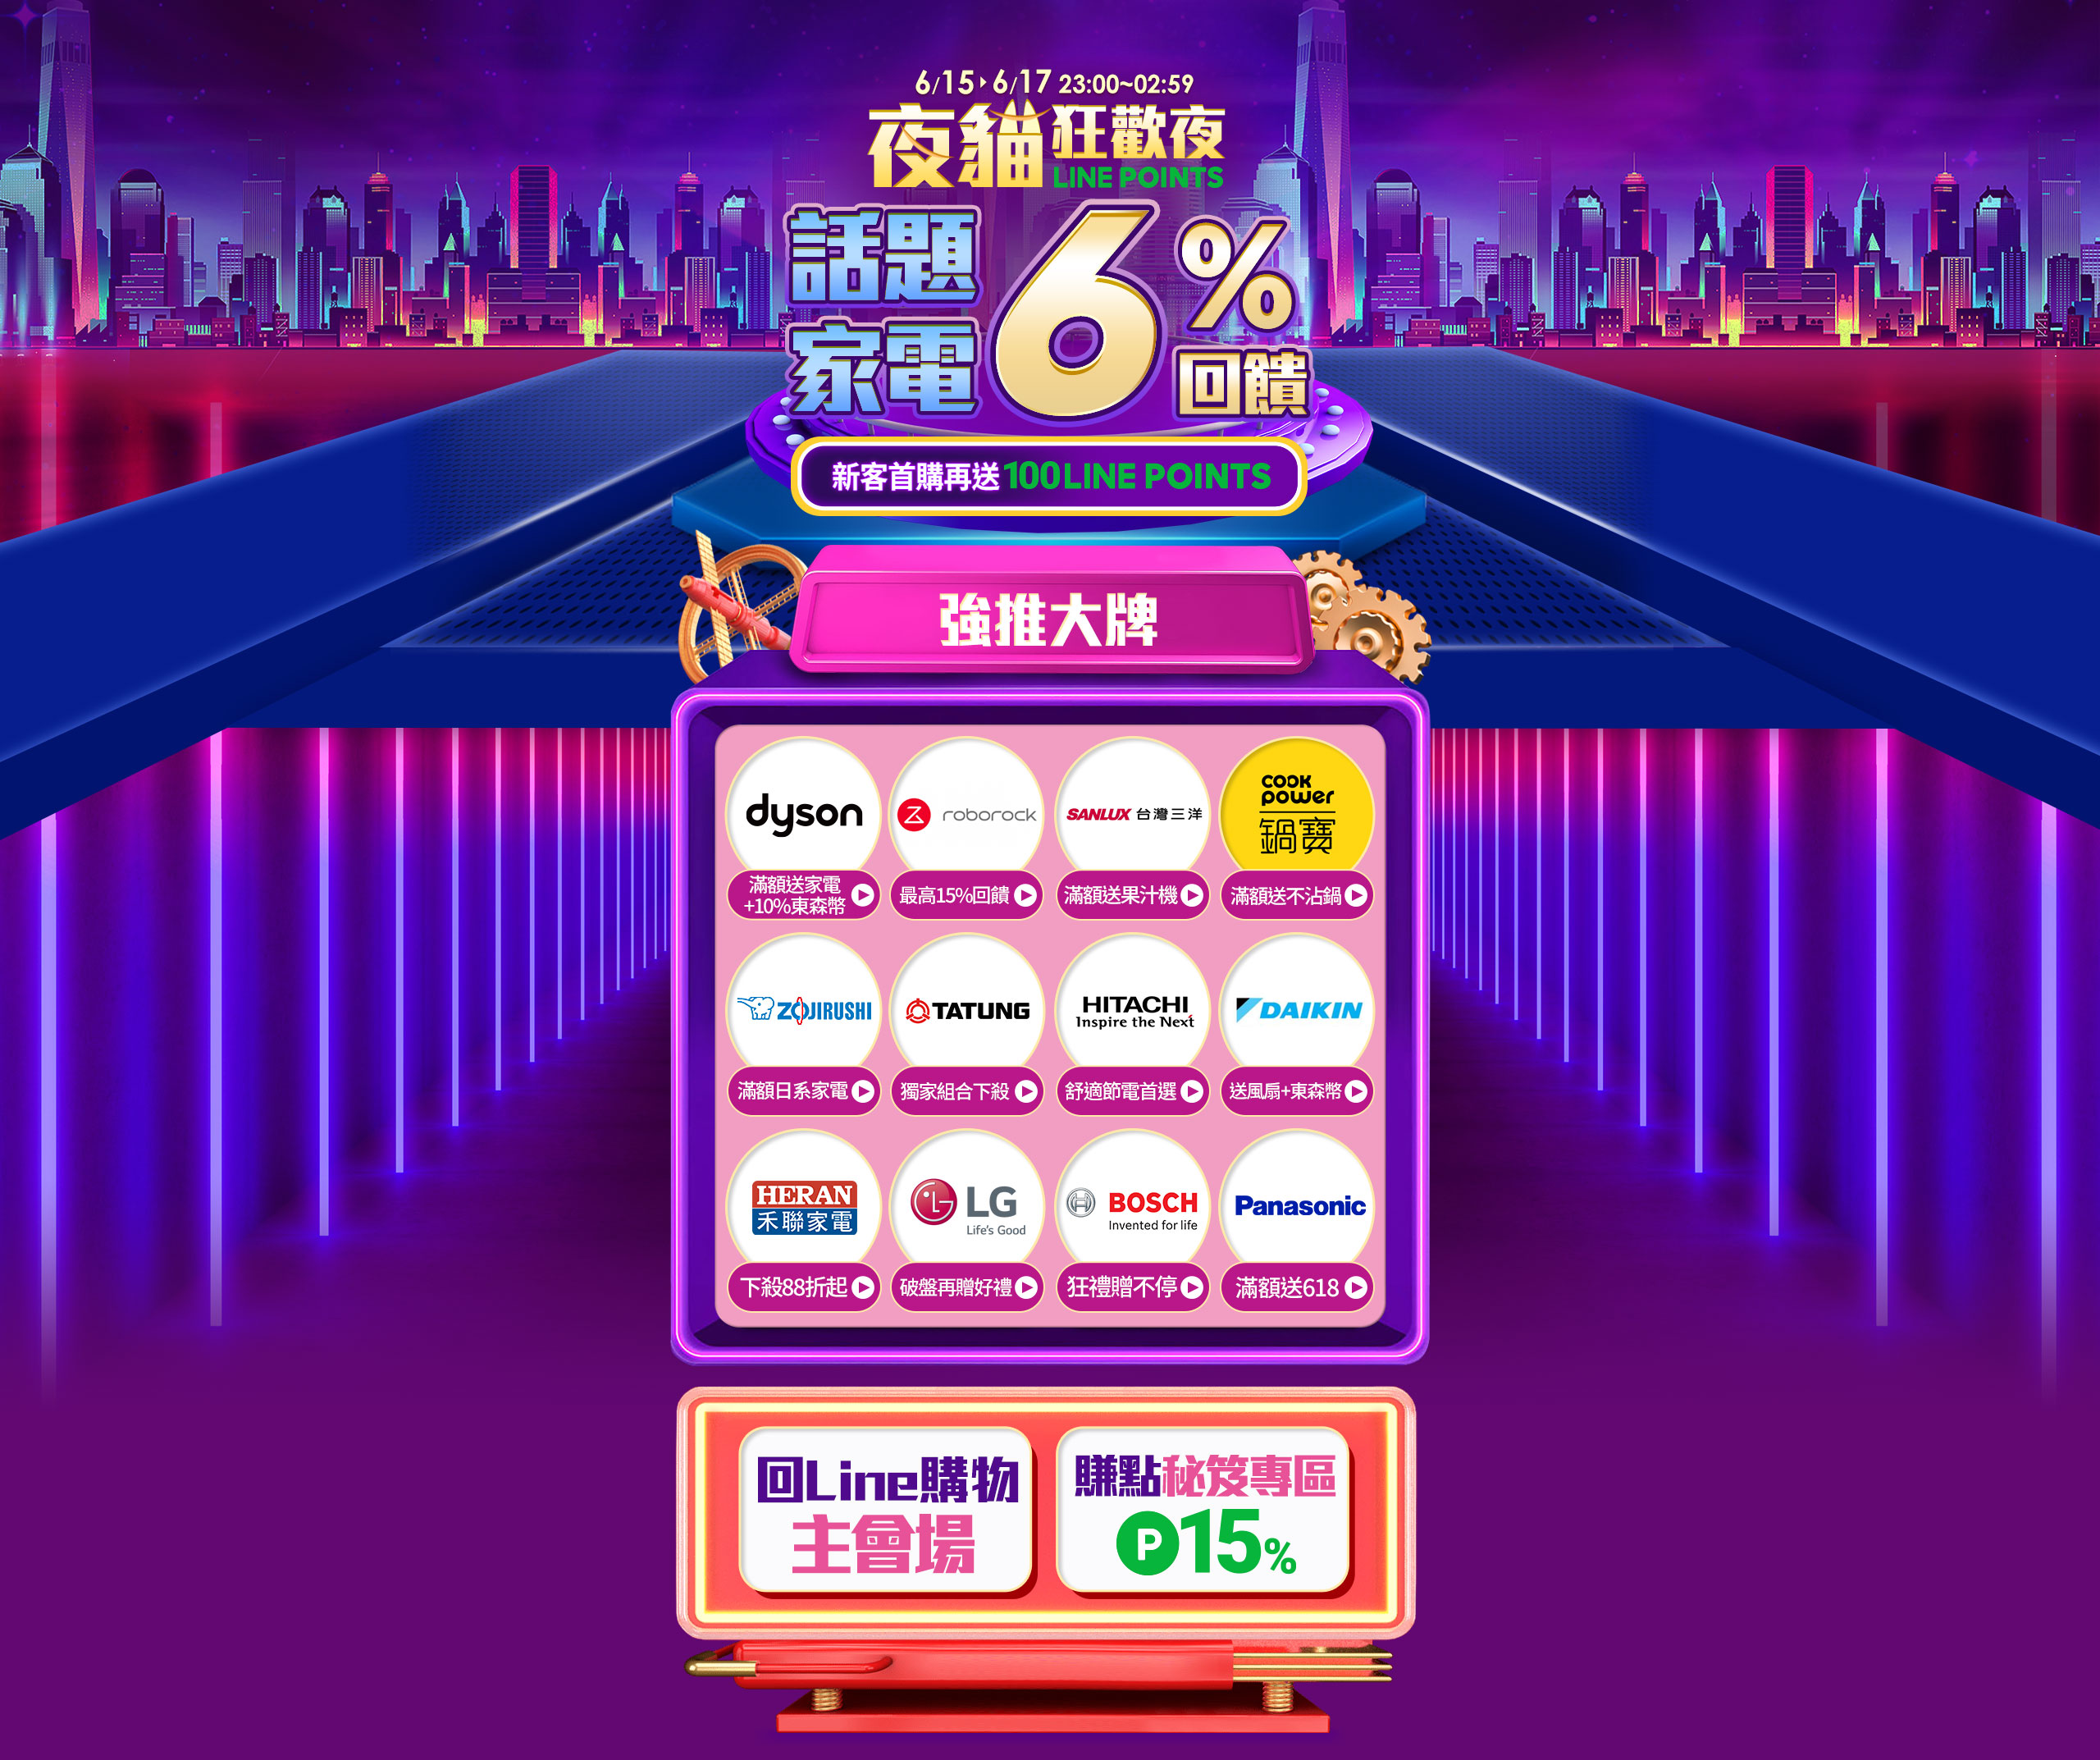 6/15▸6/17 23:00~02:59
夜貓狂歡夜
LINE POINTS
話題
家電
6%
回饋
新客首購再送100LINE POINTS
強推大牌
dyson
滿額送家電
+10%東森幣
roborock
最高15%回饋
SANLUX 台灣三洋
滿額送果汁機
cook
power
鍋寶
滿額送不沾鍋
ZOJIRUSHI
滿額日系家電
TATUNG
獨家組合下殺
HITACHI
Inspire the Next
舒適節電首選
DAIKIN
送風扇+東森幣
HERAN
禾聯家電
下殺88折起
LG
Life's Good
破盤再贈好禮
BOSCH
Invented for life
狂禮贈不停
Panasonic
滿額送618
回Line購物
主會場
賺點秘笈專區
P15%